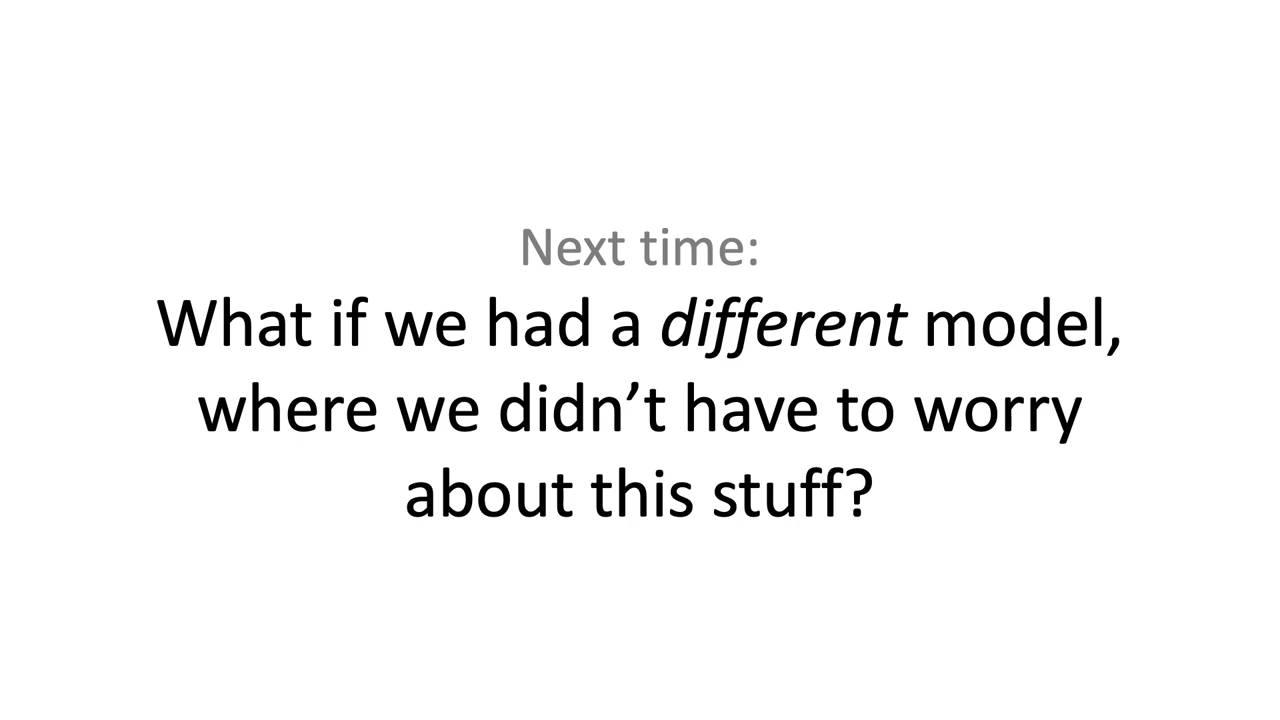 Next time:
What if we had a different model,
where we didn’t have to worry
about this stuff?